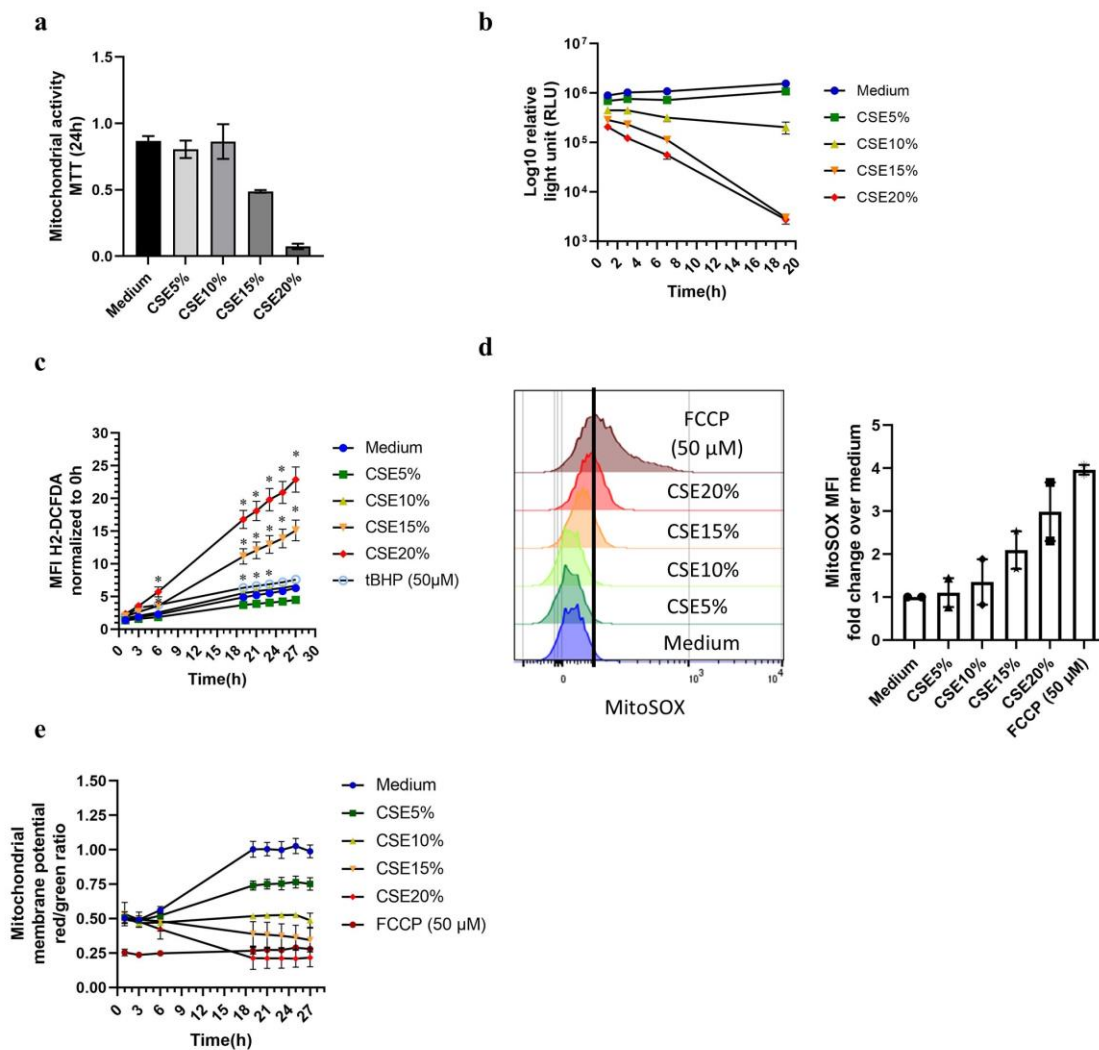 a
Mitochondrial activity
MTT (24h)
1.5
1.0
0.5
0.0
Medium
CSE5%
CSE10%
CSE15%
CSE20%
b
Log10 relative
light unit (RLU)
10⁷
10⁶
10⁵
10⁴
10³
0 2 4 6 8 10 12 14 16 18 20
Time(h)
Medium
CSE5%
CSE10%
CSE15%
CSE20%
c
MFI H2-DCFDA
normalized to 0h
30
25
20
15
10
5
0
0 3 6 9 12 15 18 21 24 27 30
Time(h)
* * * * * *
* * * * *
* * * *
Medium
CSE5%
CSE10%
CSE15%
CSE20%
tBHP (50μM)
d
FCCP
(50 μM)
CSE20%
CSE15%
CSE10%
CSE5%
Medium
0 10³ 10⁴
MitoSOX
MitoSOX MFI
fold change over medium
5
4
3
2
1
0
Medium
CSE5%
CSE10%
CSE15%
CSE20%
FCCP (50 μM)
e
Mitochondrial
membrane potential
red/green ratio
1.50
1.25
1.00
0.75
0.50
0.25
0.00
0 3 6 9 12 15 18 21 24 27
Time(h)
Medium
CSE5%
CSE10%
CSE15%
CSE20%
FCCP (50 μM)